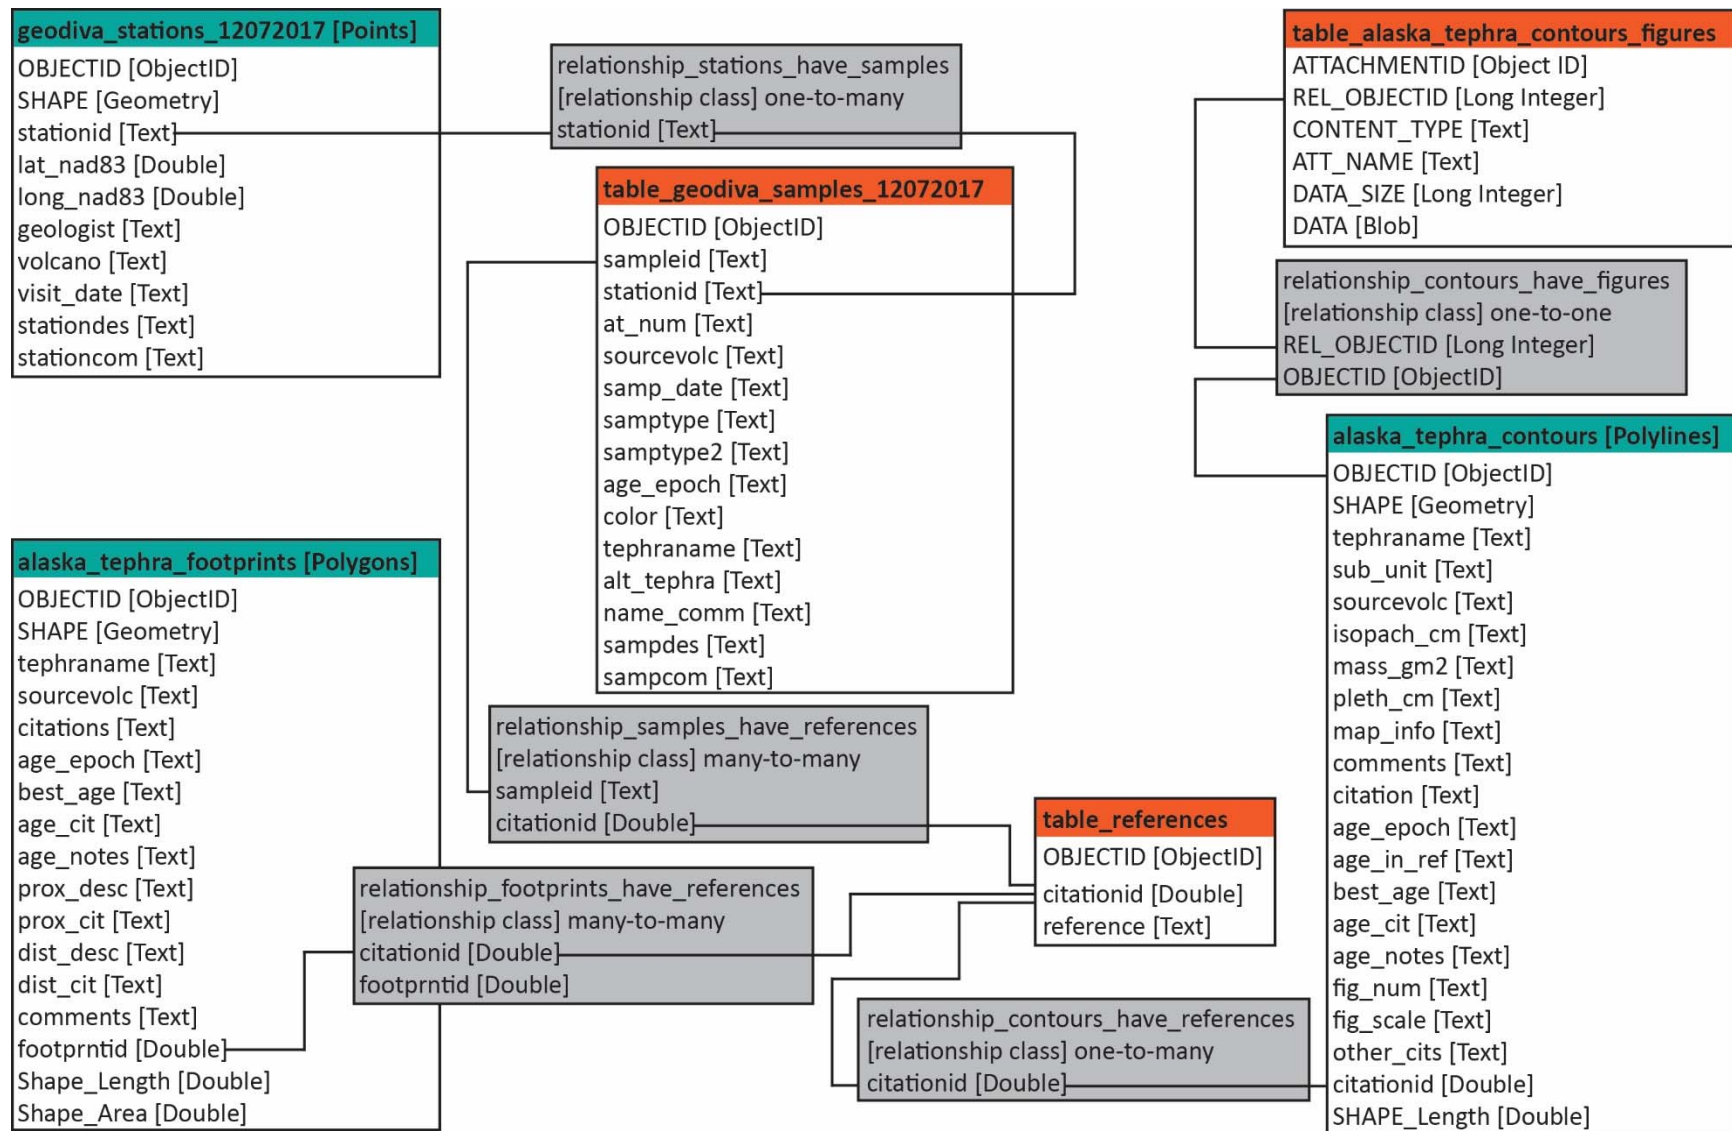 geodiva_stations_12072017 [Points]
OBJECTID [ObjectID]
SHAPE [Geometry]
stationid [Text]
lat_nad83 [Double]
long_nad83 [Double]
geologist [Text]
volcano [Text]
visit_date [Text]
stationdes [Text]
stationcom [Text]
relationship_stations_have_samples
[relationship class] one-to-many
stationid [Text]
table_geodiva_samples_12072017
OBJECTID [ObjectID]
sampleid [Text]
stationid [Text]
at_num [Text]
sourcevolc [Text]
samp_date [Text]
samptype [Text]
samptype2 [Text]
age_epoch [Text]
color [Text]
tephraname [Text]
alt_tephra [Text]
name_comm [Text]
sampdes [Text]
sampcom [Text]
table_alaska_tephra_contours_figures
ATTACHMENTID [Object ID]
REL_OBJECTID [Long Integer]
CONTENT_TYPE [Text]
ATT_NAME [Text]
DATA_SIZE [Long Integer]
DATA [Blob]
relationship_contours_have_figures
[relationship class] one-to-one
REL_OBJECTID [Long Integer]
OBJECTID [ObjectID]
alaska_tephra_contours [Polylines]
OBJECTID [ObjectID]
SHAPE [Geometry]
tephraname [Text]
sub_unit [Text]
sourcevolc [Text]
isopach_cm [Text]
mass_gm2 [Text]
pleth_cm [Text]
map_info [Text]
comments [Text]
citation [Text]
age_epoch [Text]
age_in_ref [Text]
best_age [Text]
age_cit [Text]
age_notes [Text]
fig_num [Text]
fig_scale [Text]
other_cits [Text]
citationid [Double]
SHAPE_Length [Double]
alaska_tephra_footprints [Polygons]
OBJECTID [ObjectID]
SHAPE [Geometry]
tephraname [Text]
sourcevolc [Text]
citations [Text]
age_epoch [Text]
best_age [Text]
age_cit [Text]
age_notes [Text]
prox_desc [Text]
prox_cit [Text]
dist_desc [Text]
dist_cit [Text]
comments [Text]
footprntid [Double]
Shape_Length [Double]
Shape_Area [Double]
relationship_samples_have_references
[relationship class] many-to-many
sampleid [Text]
citationid [Double]
relationship_footprints_have_references
[relationship class] many-to-many
citationid [Double]
footprntid [Double]
table_references
OBJECTID [ObjectID]
citationid [Double]
reference [Text]
relationship_contours_have_references
[relationship class] one-to-many
citationid [Double]